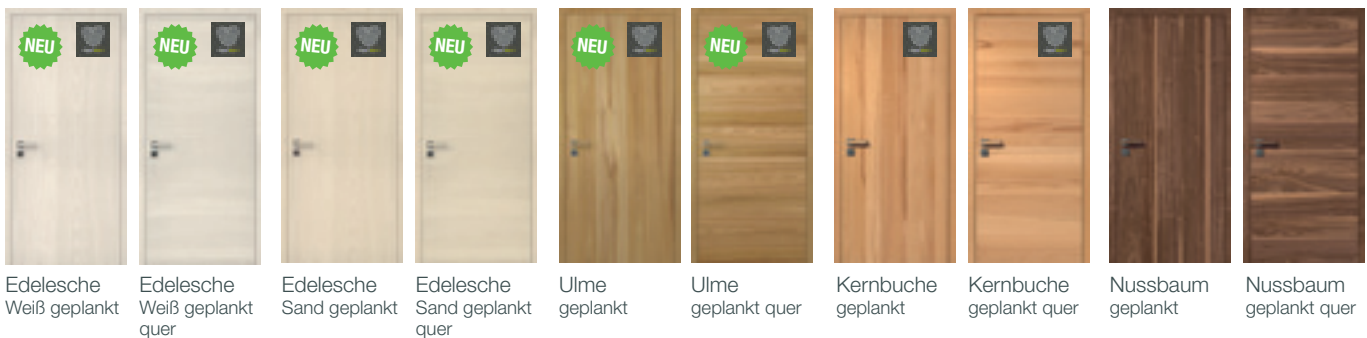 NEU
NEU
NEU
NEU
NEU
NEU
Edelesche
Weiß geplankt
Edelesche
Weiß geplankt
quer
Edelesche
Sand geplankt
Edelesche
Sand geplankt
quer
Ulme
geplankt
Ulme
geplankt quer
Kernbuche
geplankt
Kernbuche
geplankt quer
Nussbaum
geplankt
Nussbaum
geplankt quer